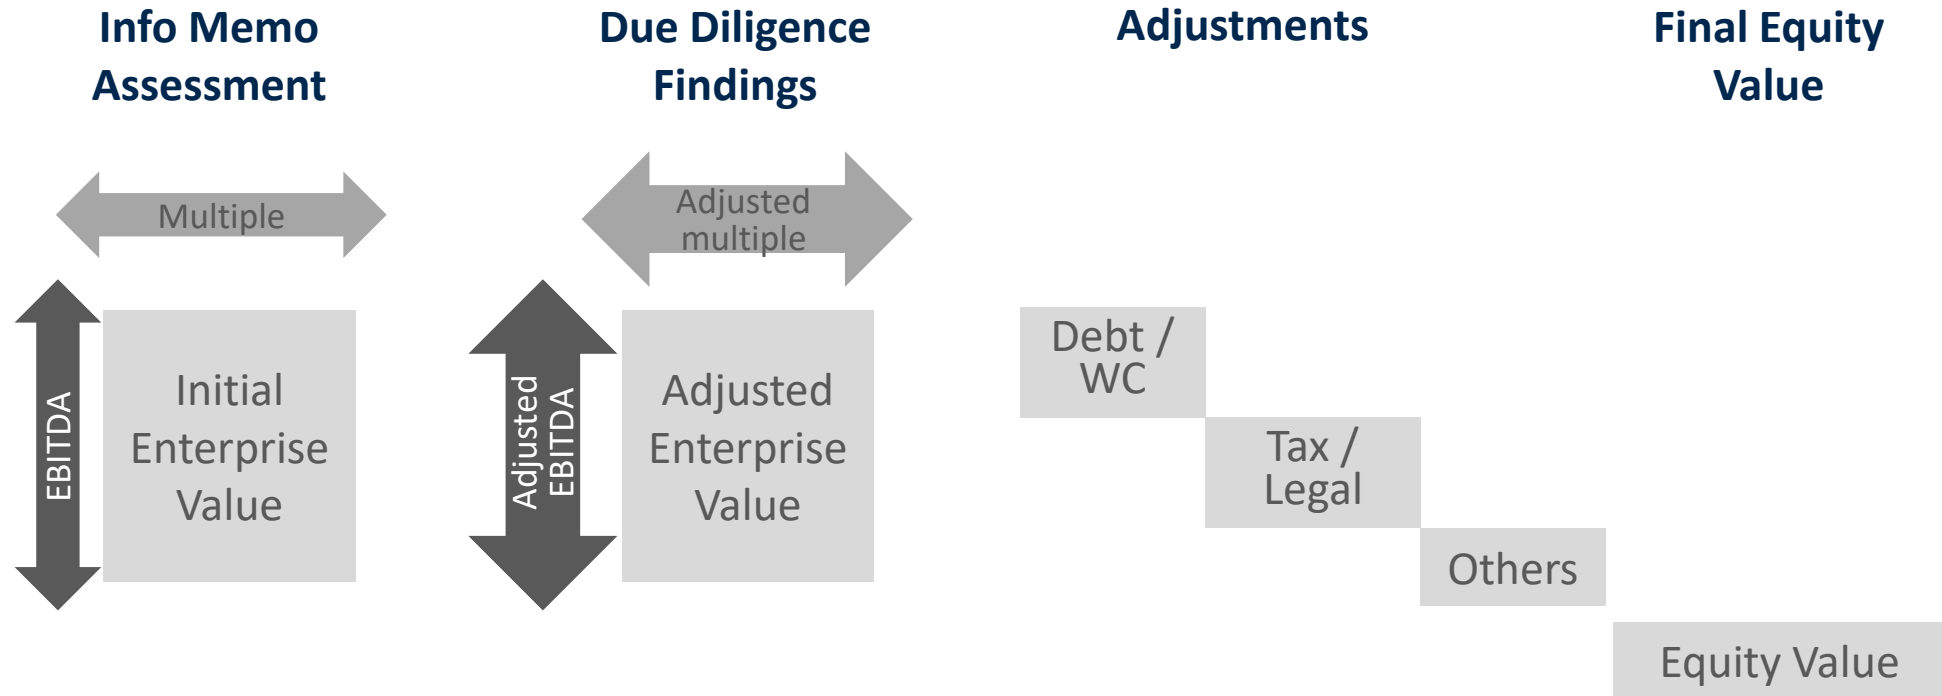 Info Memo
Assessment
Due Diligence
Findings
Adjustments
Final Equity
Value
Multiple
EBITDA
Initial
Enterprise
Value
Adjusted
multiple
Adjusted
EBITDA
Adjusted
Enterprise
Value
Debt /
WC
Tax /
Legal
Others
Equity Value